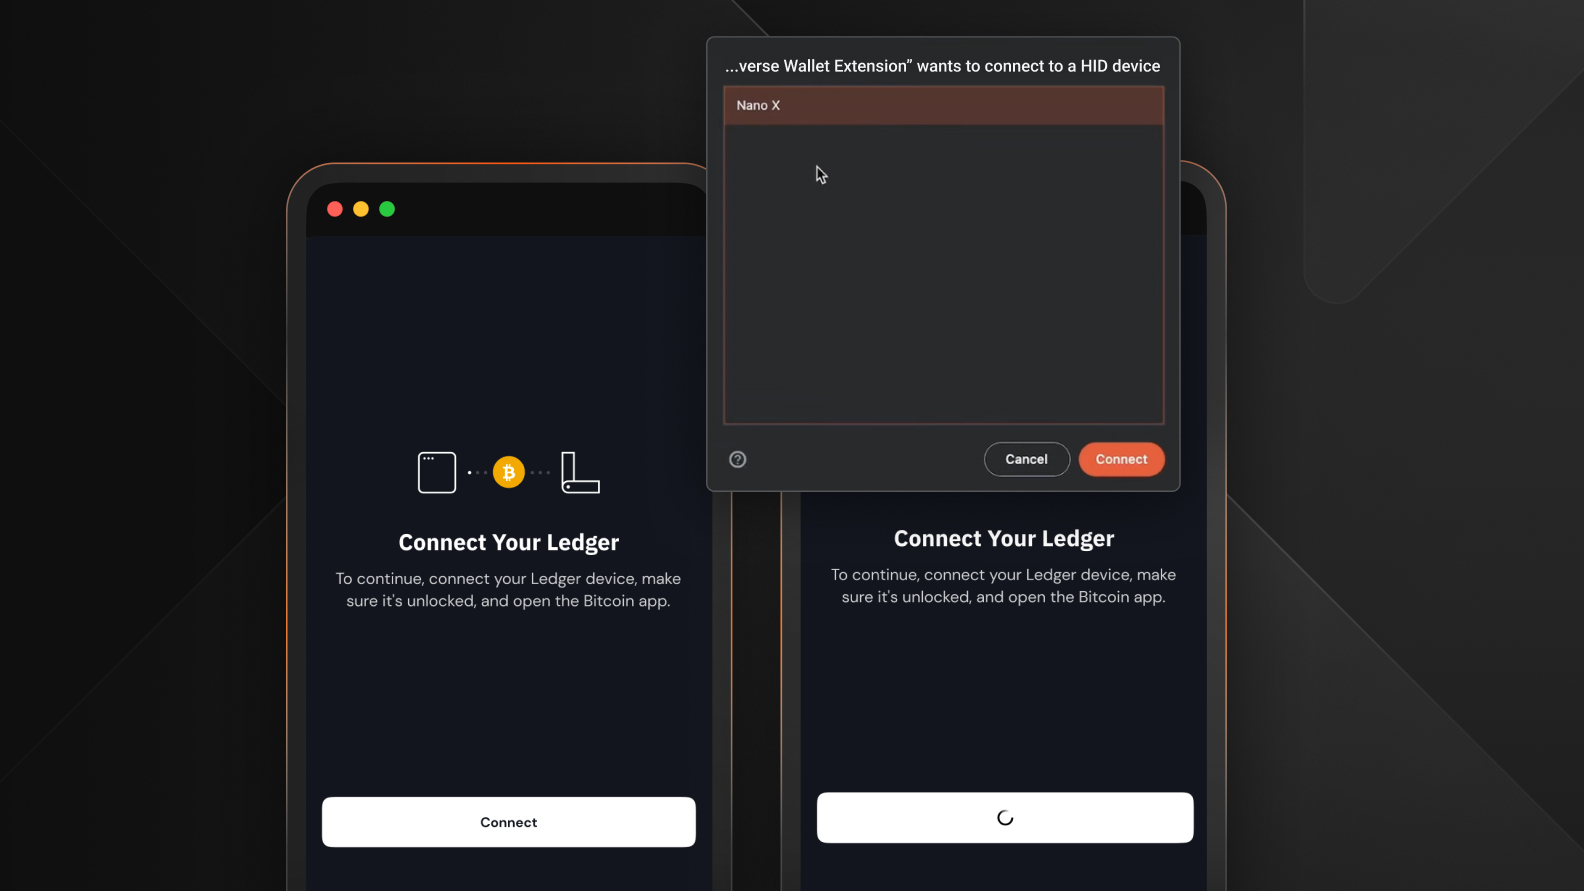 ...verse Wallet Extension” wants to connect to a HID device
Nano X
Cancel
Connect
Connect Your Ledger
To continue, connect your Ledger device, make
sure it's unlocked, and open the Bitcoin app.
Connect
Connect Your Ledger
To continue, connect your Ledger device, make
sure it's unlocked, and open the Bitcoin app.